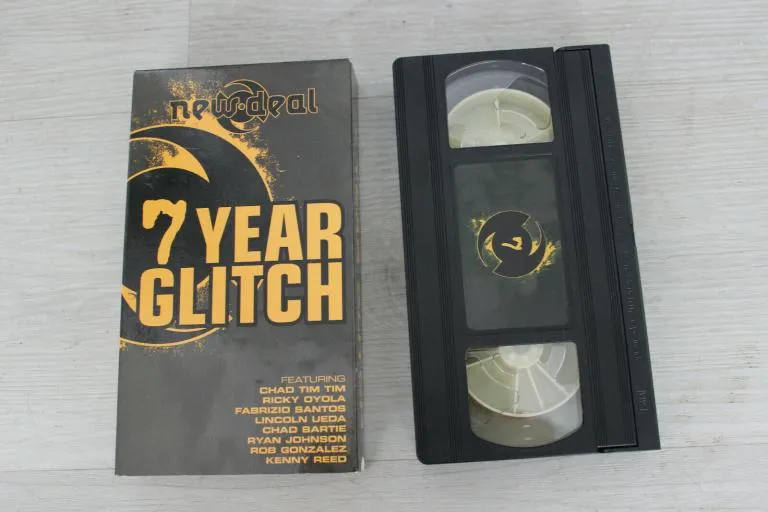 new·deal
7 YEAR
GLITCH
FEATURING
CHAD TIM TIM
RICKY OYOLA
FABRIZIO SANTOS
LINCOLN UEDA
CHAD BARTIE
RYAN JOHNSON
ROB GONZALEZ
KENNY REED
7